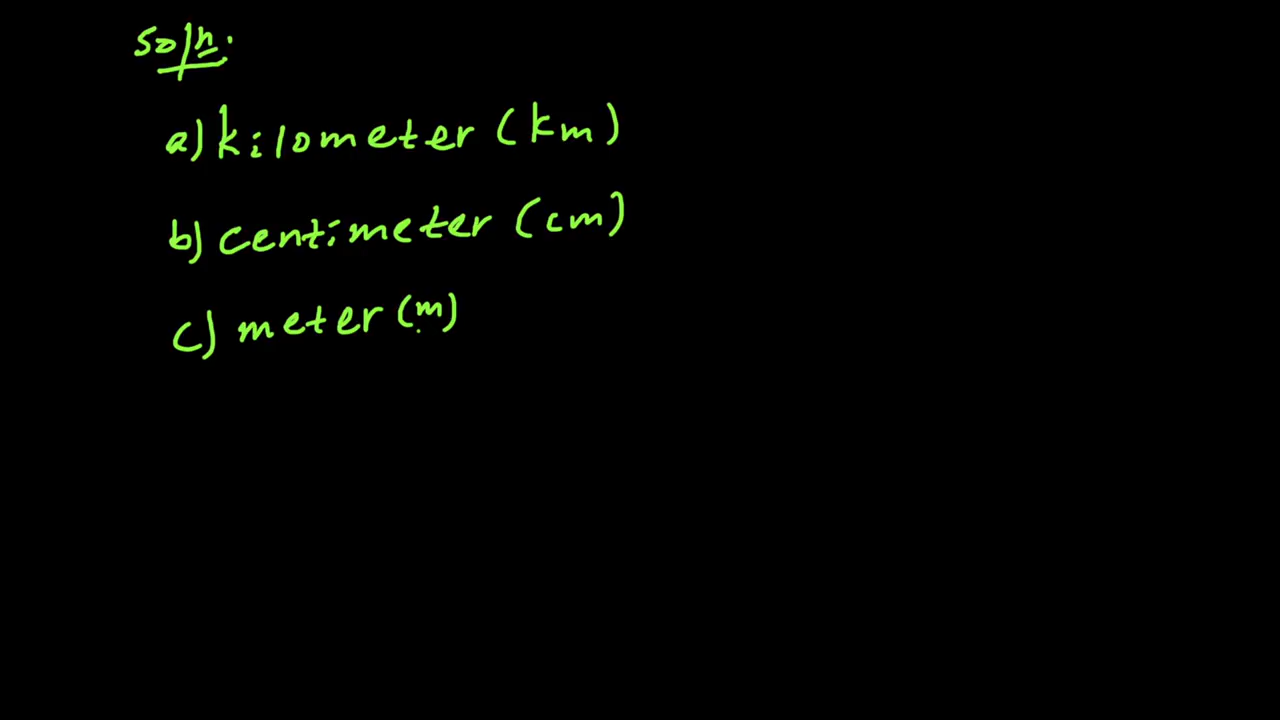 Soln.
a) kilometer (km)
b) centimeter (cm)
c) meter (m)